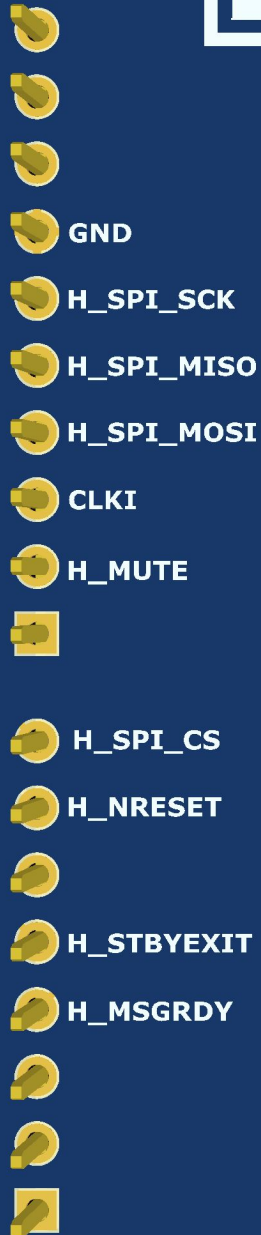 GND
H_SPI_SCK
H_SPI_MISO
H_SPI_MOSI
CLKI
H_MUTE
H_SPI_CS
H_NRESET
H_STBYEXIT
H_MSGRDY